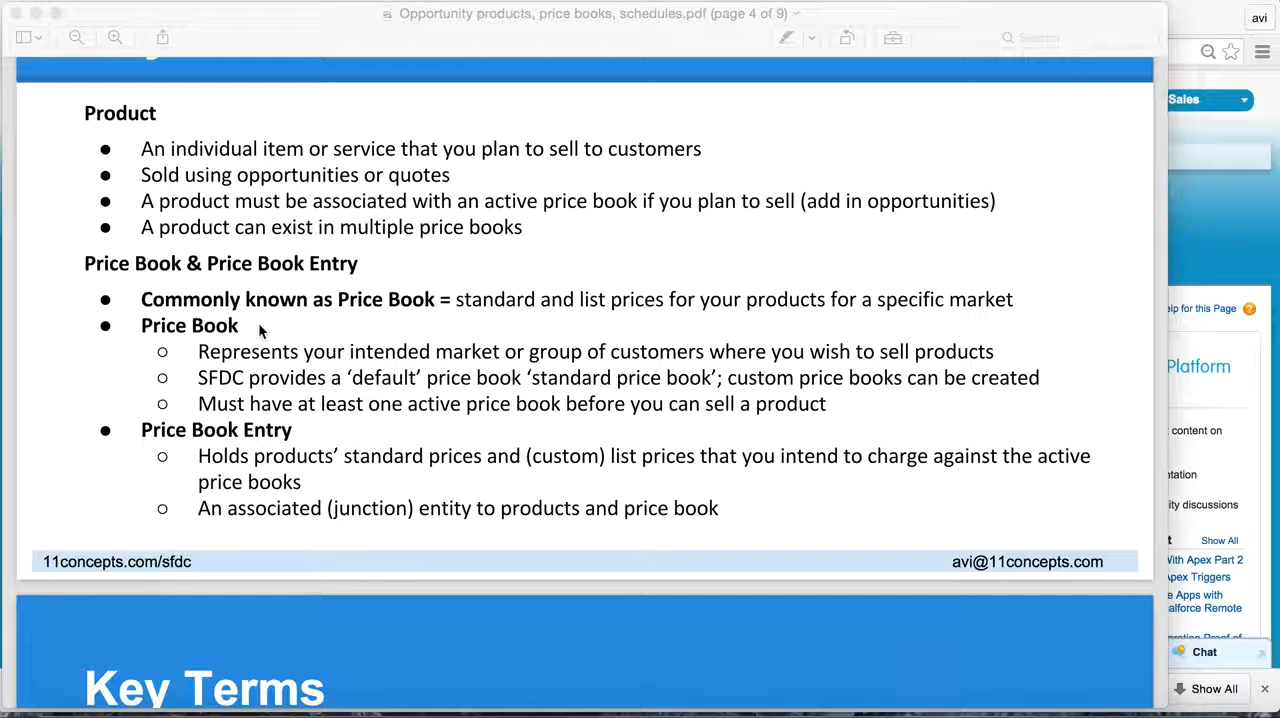 Opportunity products, price books, schedules.pdf (page 4 of 9)
avi
Search
Sales
Product
● An individual item or service that you plan to sell to customers
● Sold using opportunities or quotes
● A product must be associated with an active price book if you plan to sell (add in opportunities)
● A product can exist in multiple price books
Price Book & Price Book Entry
● Commonly known as Price Book = standard and list prices for your products for a specific market
● Price Book
○ Represents your intended market or group of customers where you wish to sell products
○ SFDC provides a ‘default’ price book ‘standard price book’; custom price books can be created
○ Must have at least one active price book before you can sell a product
● Price Book Entry
○ Holds products’ standard prices and (custom) list prices that you intend to charge against the active
price books
○ An associated (junction) entity to products and price book
11concepts.com/sfdc
avi@11concepts.com
Key Terms
for this Page
Platform
content on
discussions
Show All
With Apex Part 2
Apex Triggers
Apps with
Remote
Chat
Show All